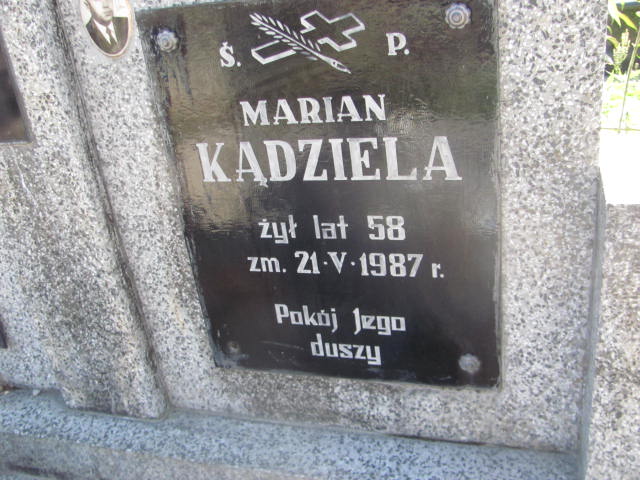 Ś. P.
MARIAN
KĄDZIELA
żył lat 58
zm. 21·V·1987 r.
Pokój Jego
duszy